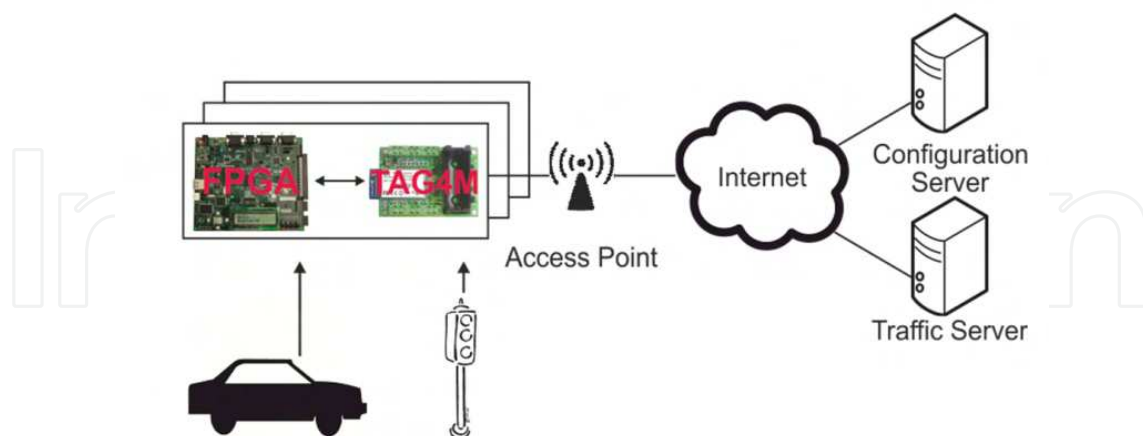 FPGA
TAG4M
Access Point
Internet
Configuration
Server
Traffic Server